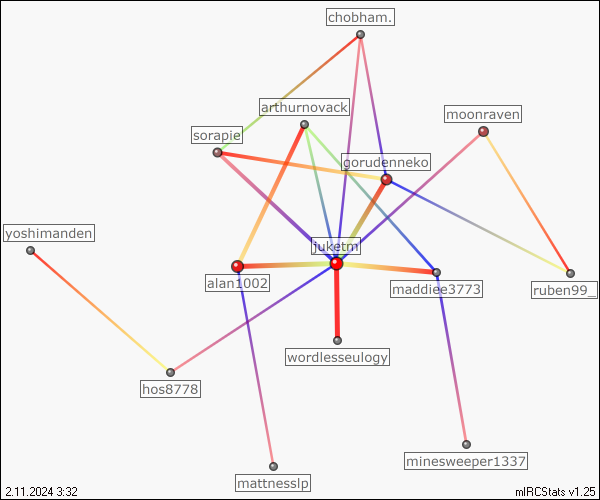 chobham.
arthurnovack
moonraven
sorapie
gorudenneko
yoshimanden
juketm
alan1002
maddiee3773
ruben99_
wordlesseulogy
hos8778
minesweeper1337
mattnesslp
2.11.2024 3:32
mIRCStats v1.25